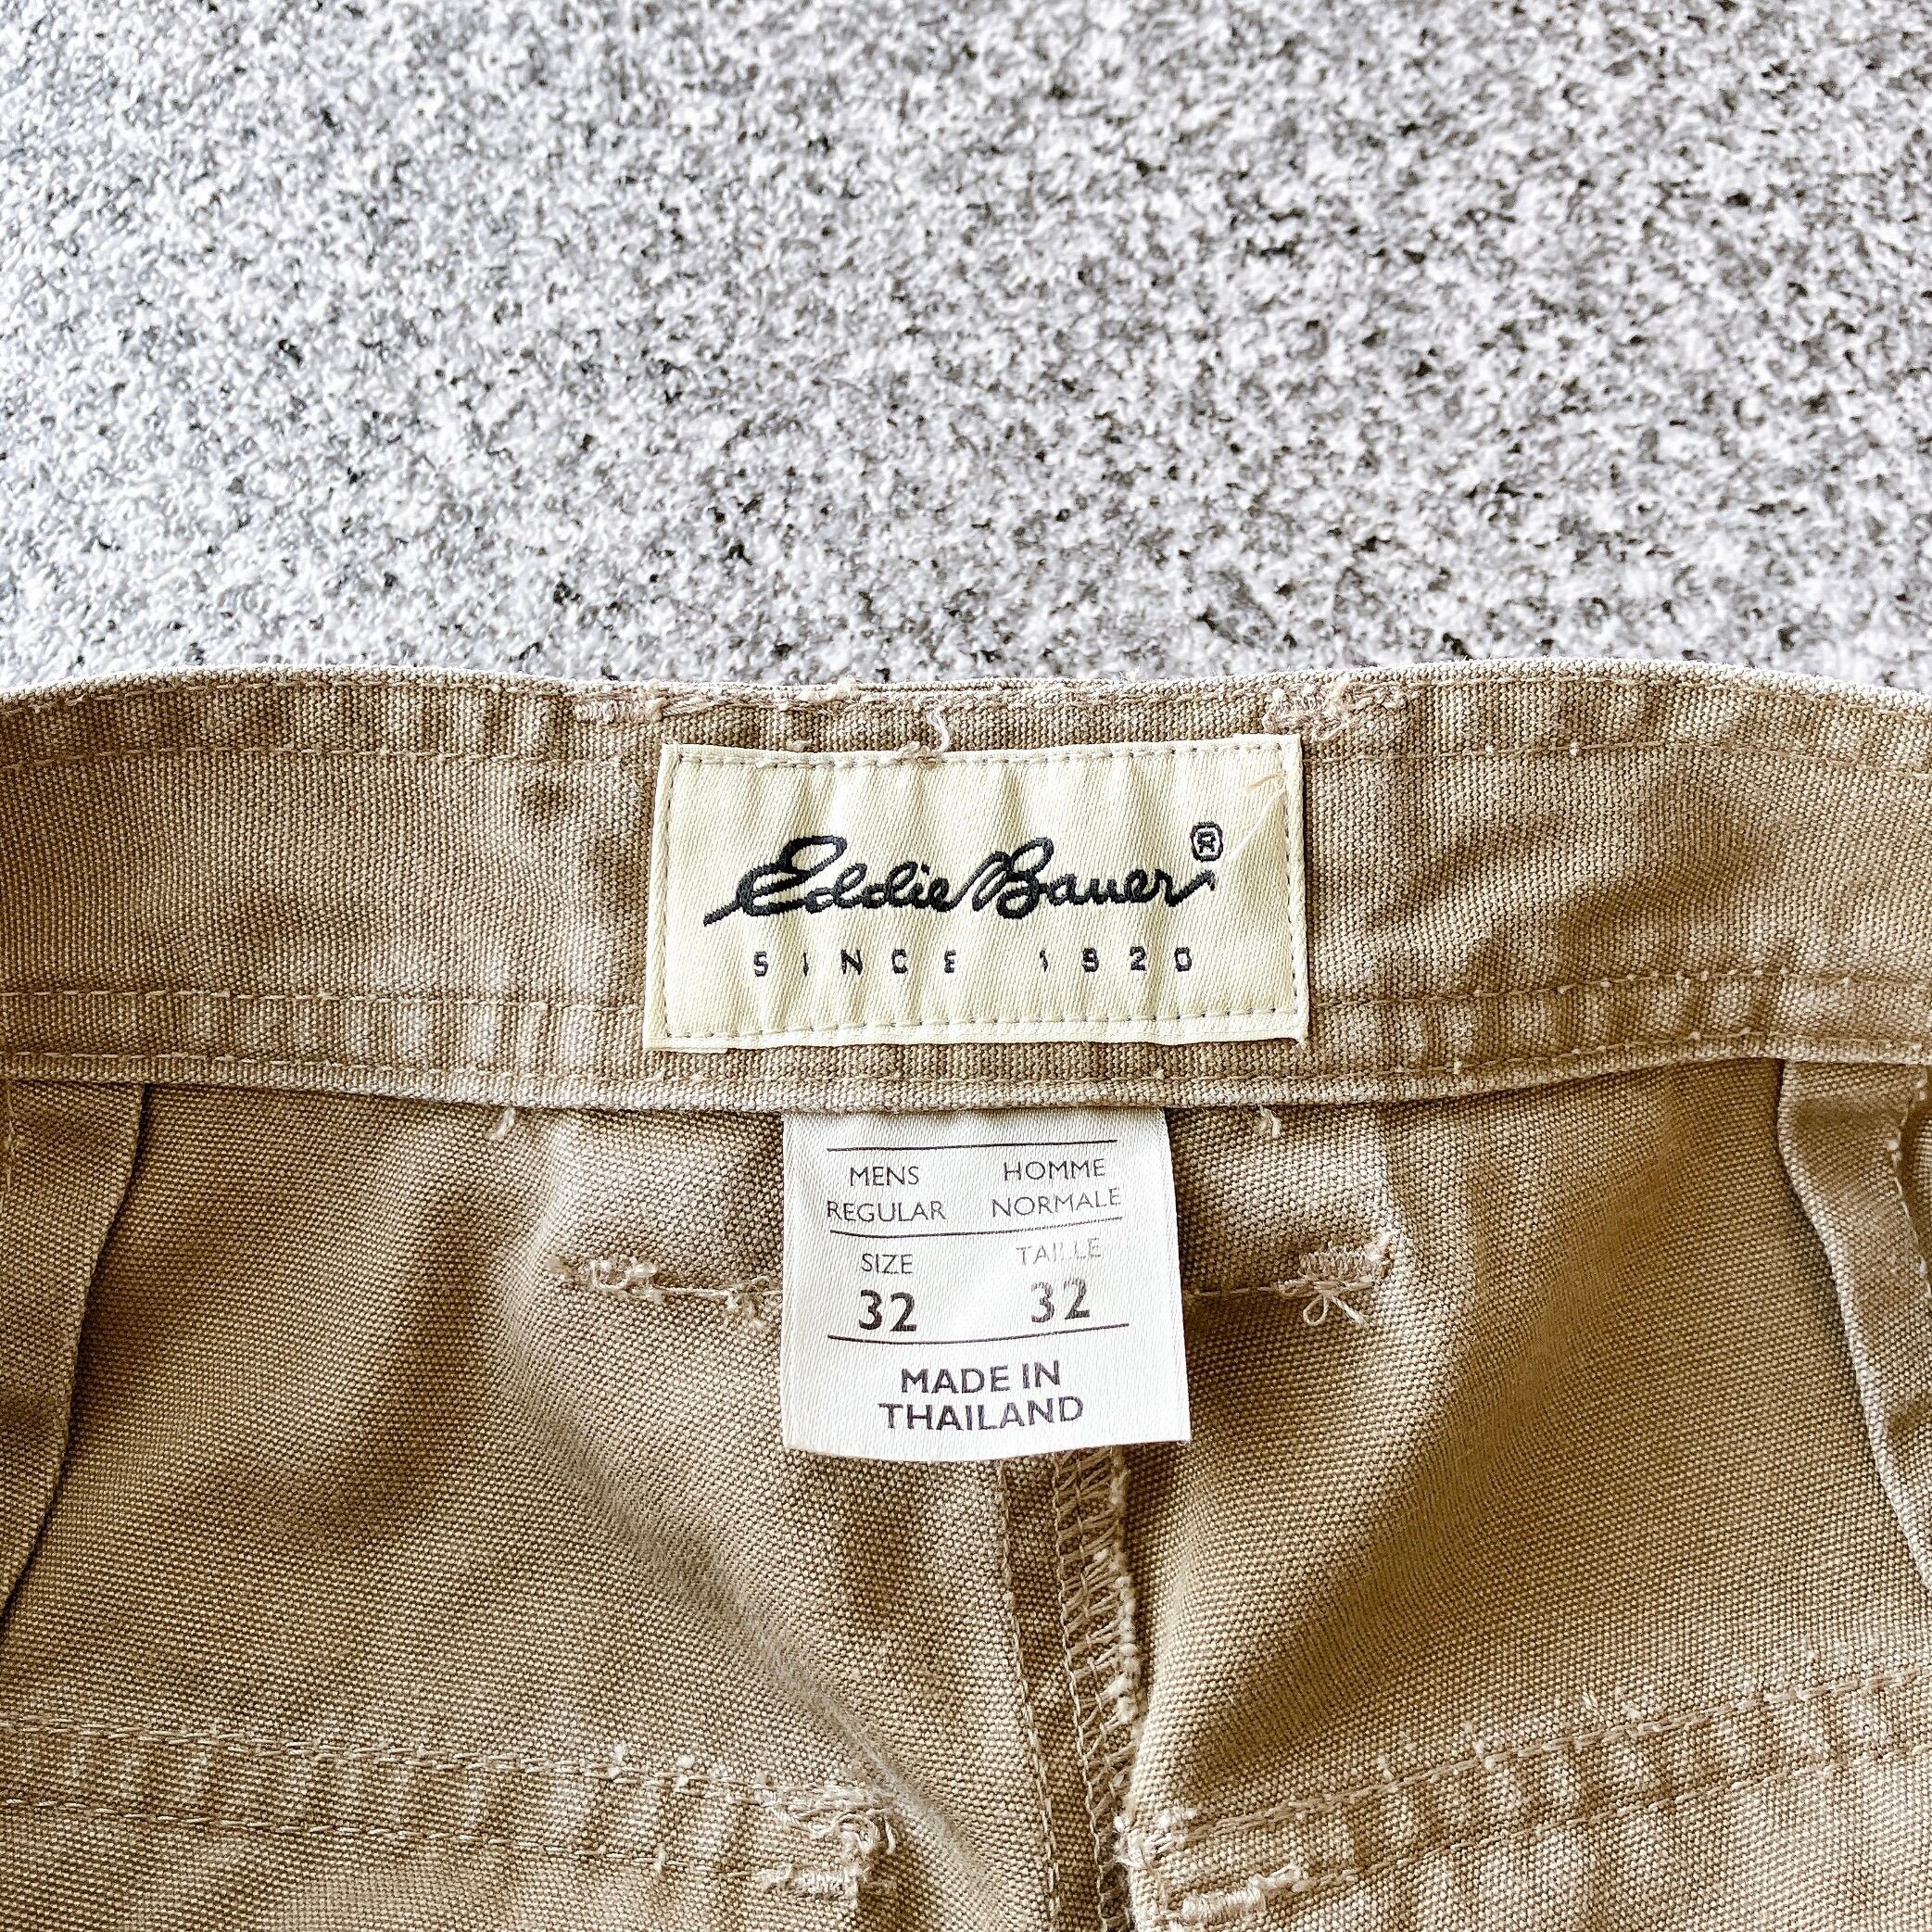 Eddie Bauer®
SINCE 1920
MENS HOMME
REGULAR NORMALE
SIZE TAILLE
32 32
MADE IN
THAILAND